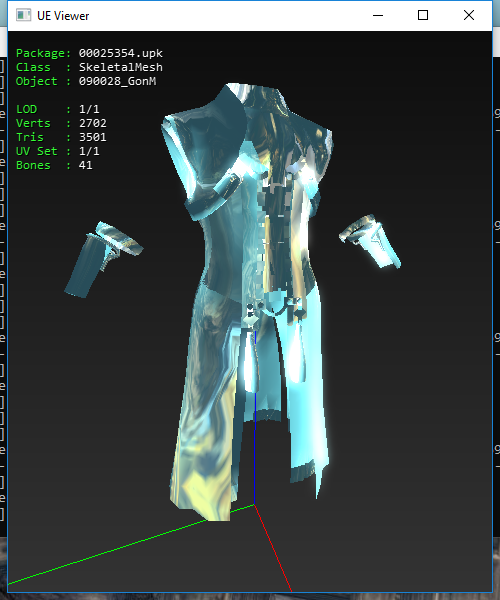 UE Viewer
Package: 00025354.upk
Class  : SkeletalMesh
Object : 090028_GonM
LOD    : 1/1
Verts  : 2702
Tris   : 3501
UV Set : 1/1
Bones  : 41